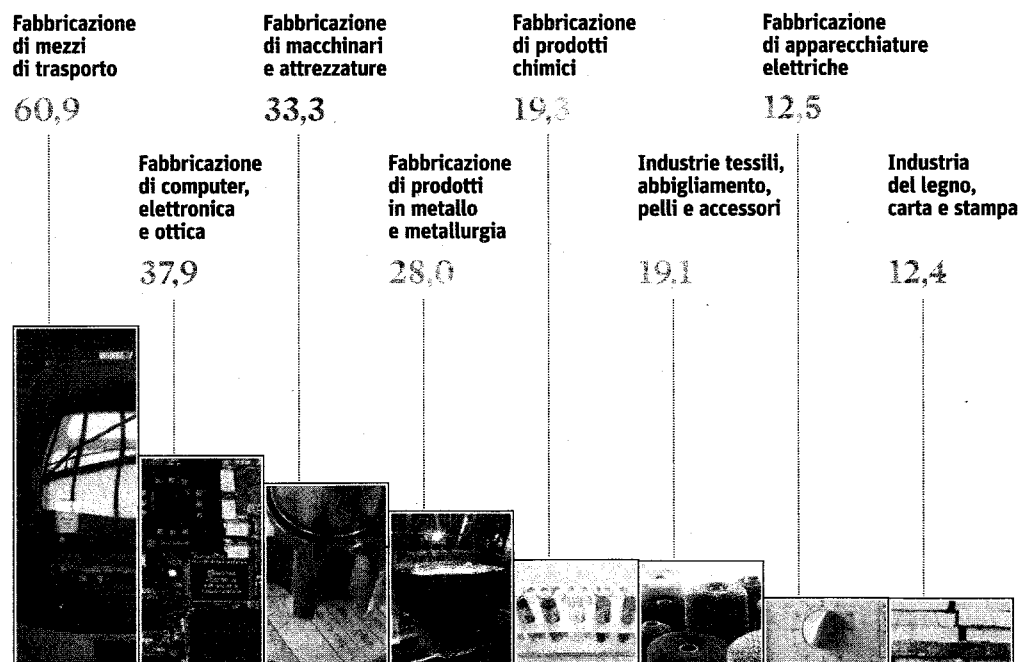 Fabbricazione
di mezzi
di trasporto
60,9
Fabbricazione
di computer,
elettronica
e ottica
37,9
Fabbricazione
di macchinari
e attrezzature
33,3
Fabbricazione
di prodotti
in metallo
e metallurgia
28,0
Fabbricazione
di prodotti
chimici
19,3
Industrie tessili,
abbigliamento,
pelli e accessori
19,1
Fabbricazione
di apparecchiature
elettriche
12,5
Industria
del legno,
carta e stampa
12,4